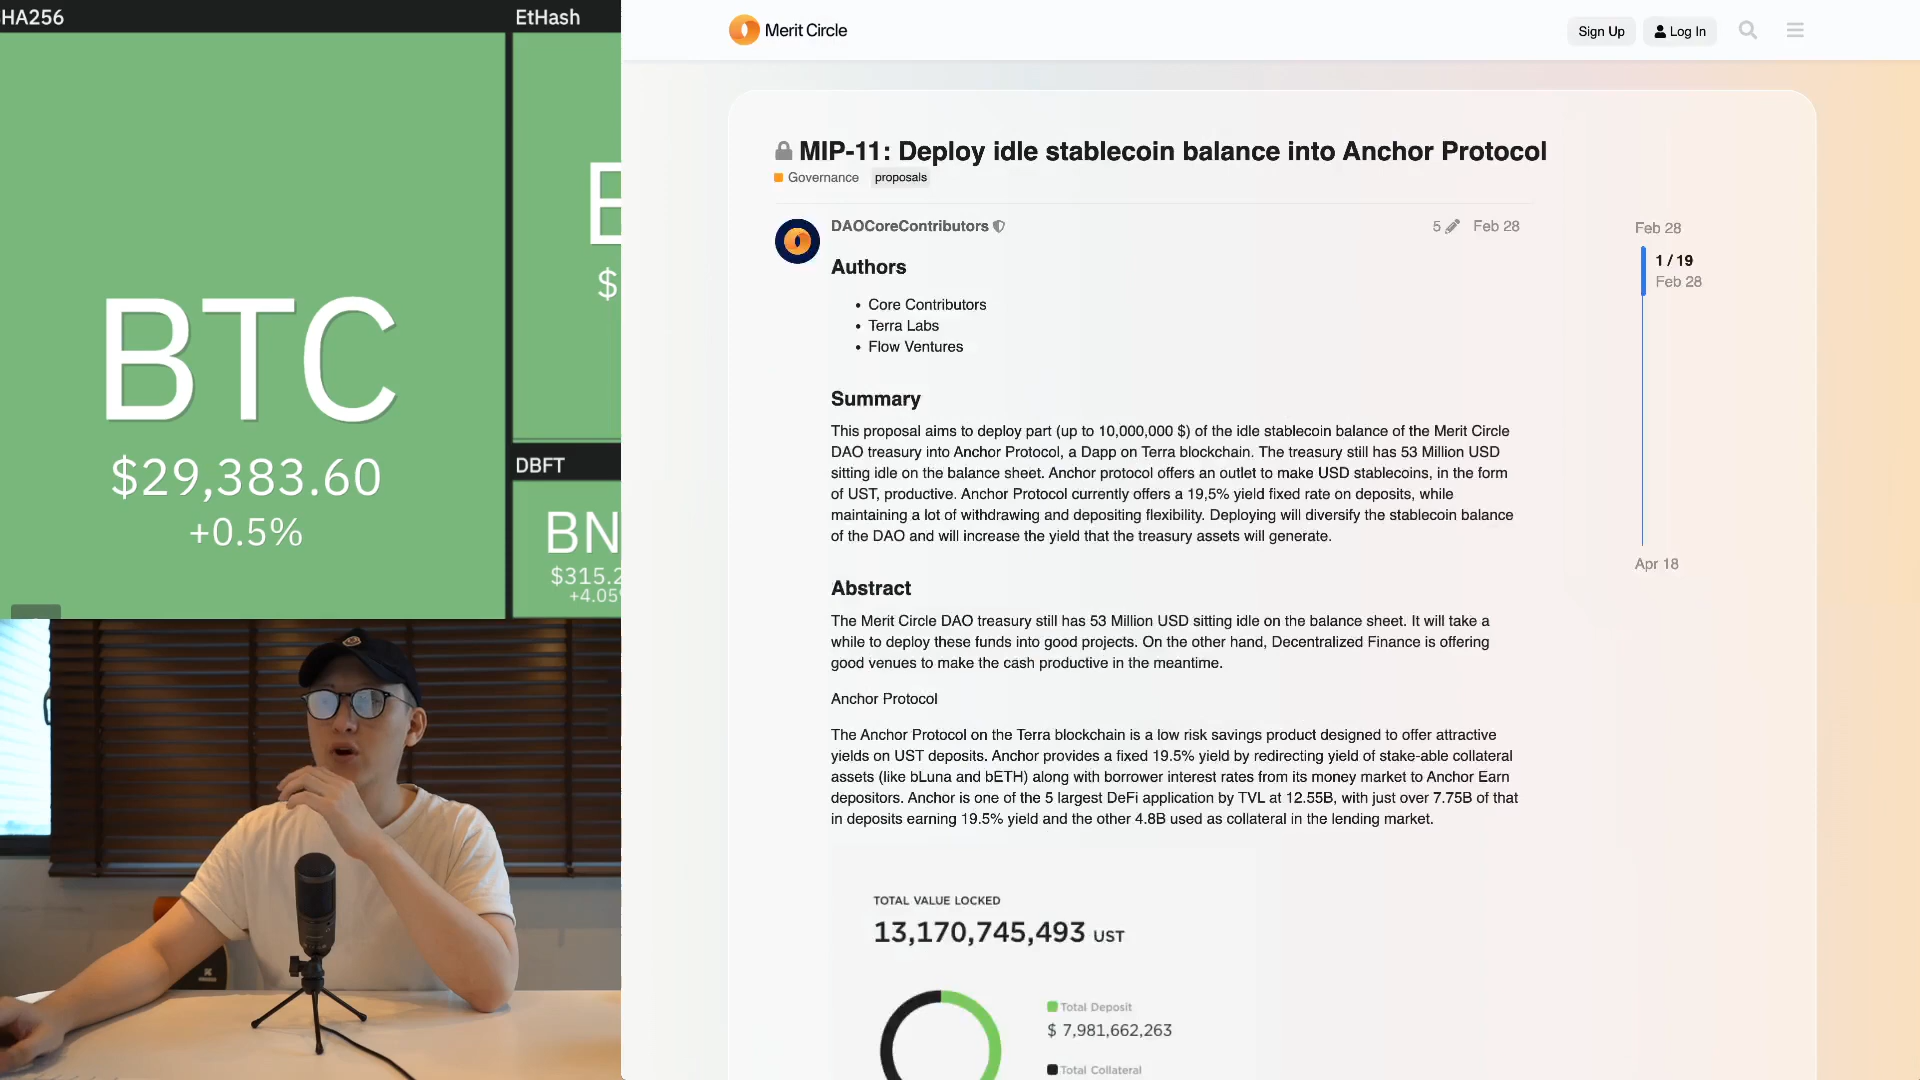 HA256
EtHash
BTC
$29,383.60
+0.5%
$
DBFT
BN
$315.2
+4.05
Merit Circle
Sign Up
Log In
MIP-11: Deploy idle stablecoin balance into Anchor Protocol
Governance
proposals
DAOCoreContributors
5
Feb 28
Authors
• Core Contributors
• Terra Labs
• Flow Ventures
Summary
This proposal aims to deploy part (up to 10,000,000 $) of the idle stablecoin balance of the Merit Circle
DAO treasury into Anchor Protocol, a Dapp on Terra blockchain. The treasury still has 53 Million USD
sitting idle on the balance sheet. Anchor protocol offers an outlet to make USD stablecoins, in the form
of UST, productive. Anchor Protocol currently offers a 19,5% yield fixed rate on deposits, while
maintaining a lot of withdrawing and depositing flexibility. Deploying will diversify the stablecoin balance
of the DAO and will increase the yield that the treasury assets will generate.
Abstract
The Merit Circle DAO treasury still has 53 Million USD sitting idle on the balance sheet. It will take a
while to deploy these funds into good projects. On the other hand, Decentralized Finance is offering
good venues to make the cash productive in the meantime.
Anchor Protocol
The Anchor Protocol on the Terra blockchain is a low risk savings product designed to offer attractive
yields on UST deposits. Anchor provides a fixed 19.5% yield by redirecting yield of stake-able collateral
assets (like bLuna and bETH) along with borrower interest rates from its money market to Anchor Earn
depositors. Anchor is one of the 5 largest DeFi application by TVL at 12.55B, with just over 7.75B of that
in deposits earning 19.5% yield and the other 4.8B used as collateral in the lending market.
TOTAL VALUE LOCKED
13,170,745,493 UST
Total Deposit
$ 7,981,662,263
Total Collateral
Feb 28
1 / 19
Feb 28
Apr 18